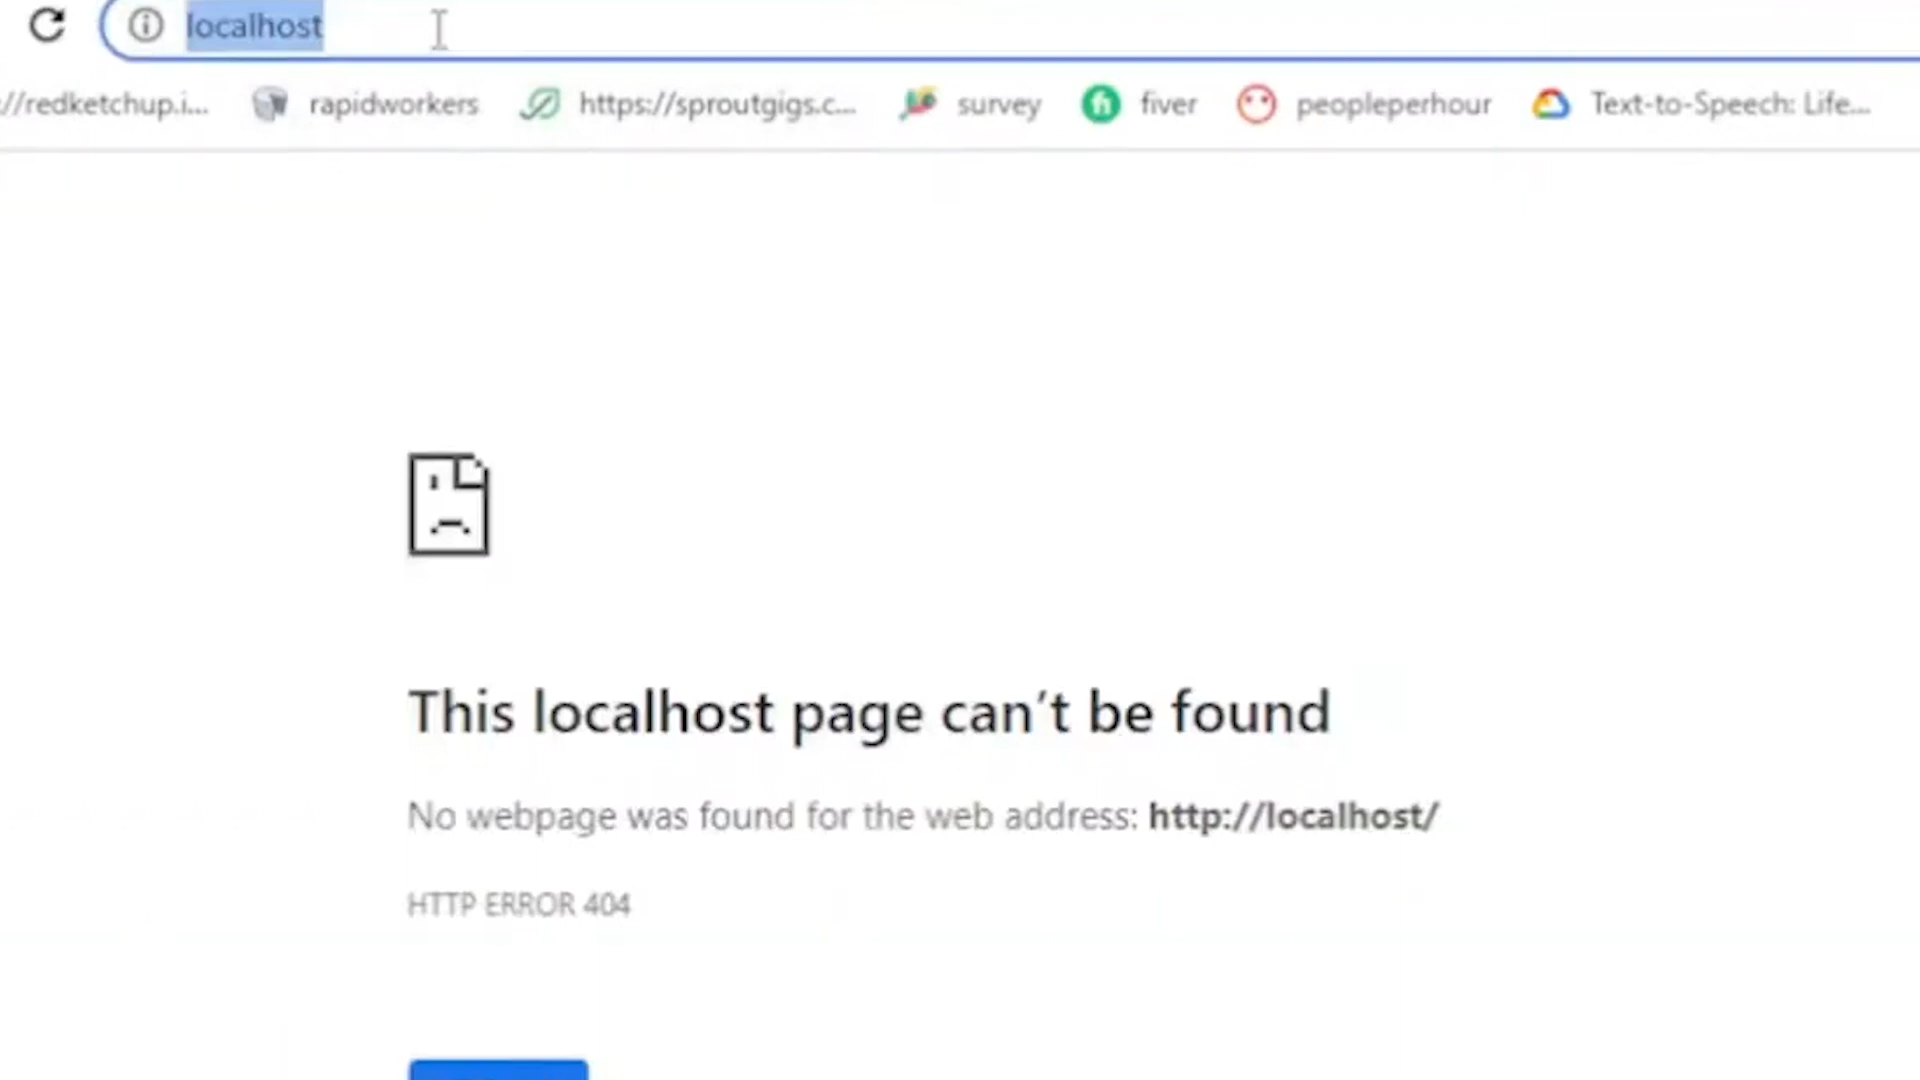 localhost
://redketchup.i... rapidworkers https://sproutgigs.c... survey fiver peopleperhour Text-to-Speech: Life...
This localhost page can't be found
No webpage was found for the web address: http://localhost/
HTTP ERROR 404